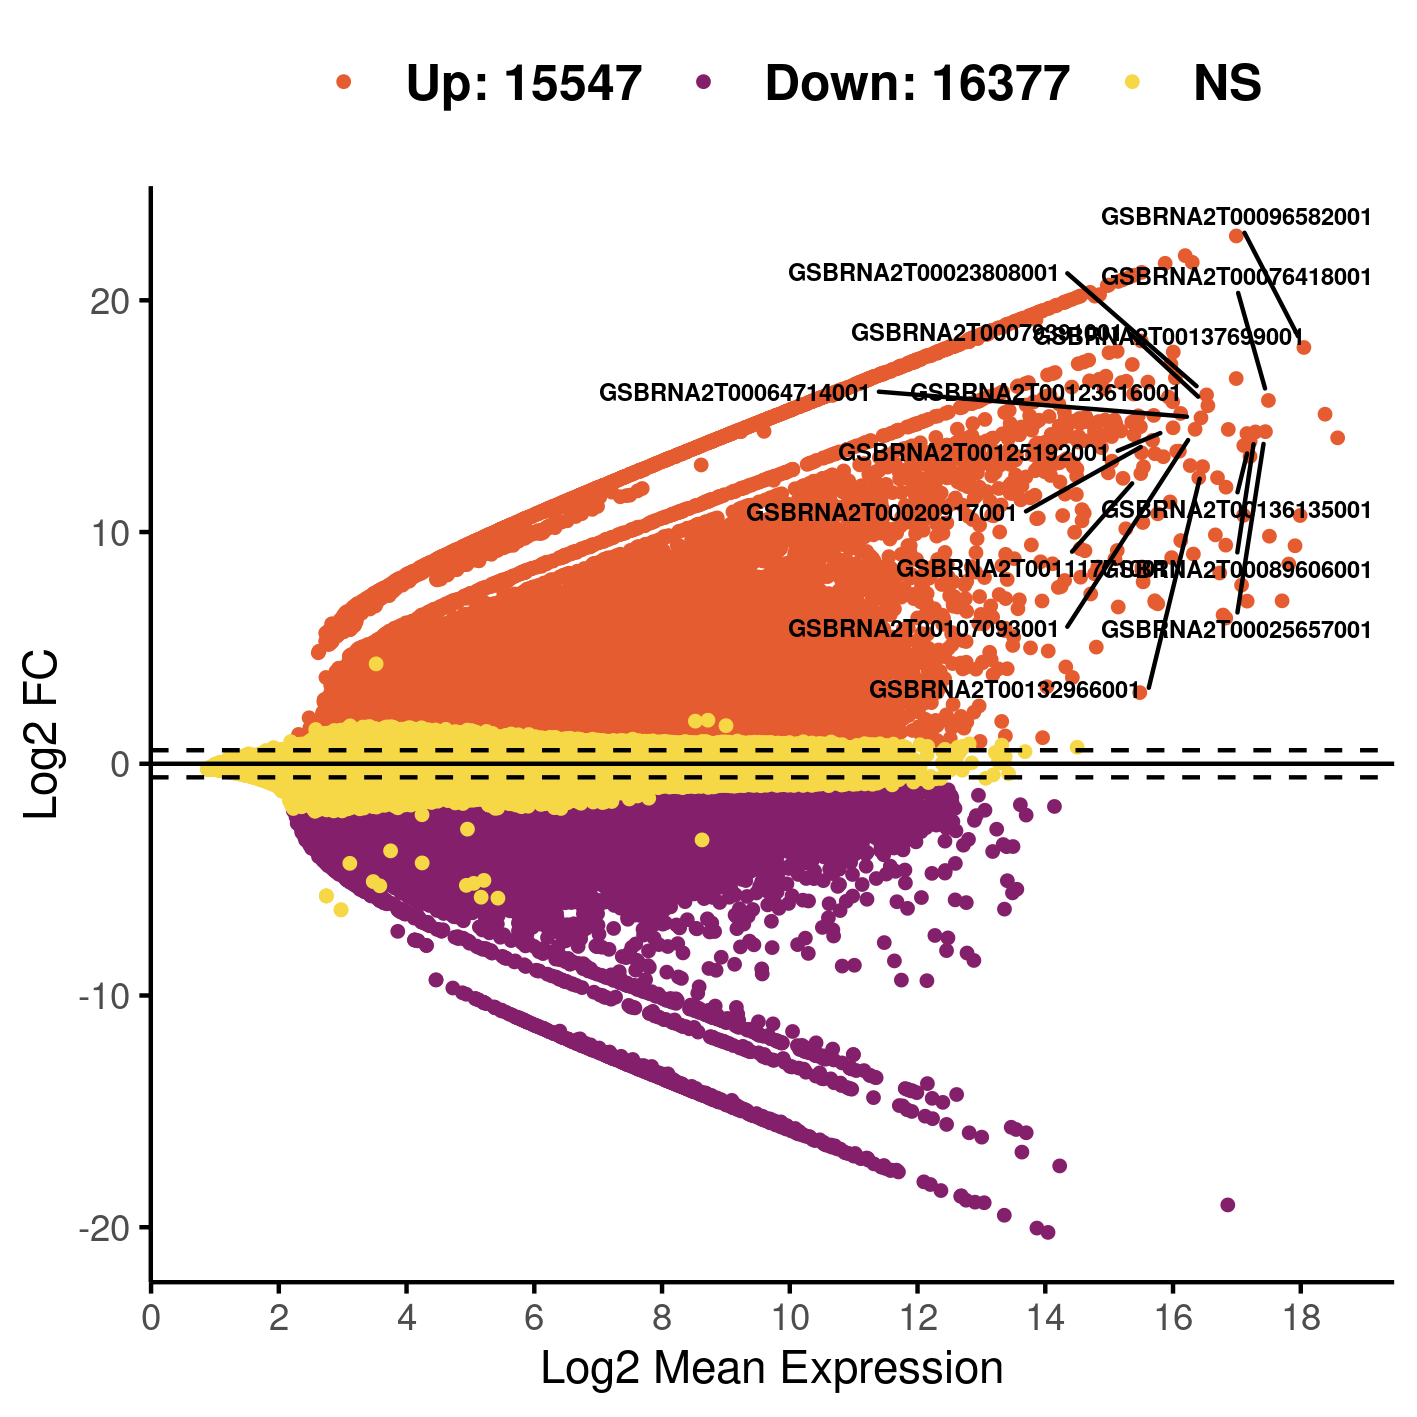 Up: 15547 Down: 16377 NS
GSBRNA2T00096582001
GSBRNA2T00023808001
GSBRNA2T00076418001
GSBRNA2T00137699001
GSBRNA2T00064714001
GSBRNA2T00123616001
GSBRNA2T00125192001
GSBRNA2T00020917001
GSBRNA2T00136135001
GSBRNA2T00089606001
GSBRNA2T00107093001
GSBRNA2T00025657001
GSBRNA2T00132966001
20
10
0
-10
-20
Log2 FC
0 2 4 6 8 10 12 14 16 18
Log2 Mean Expression